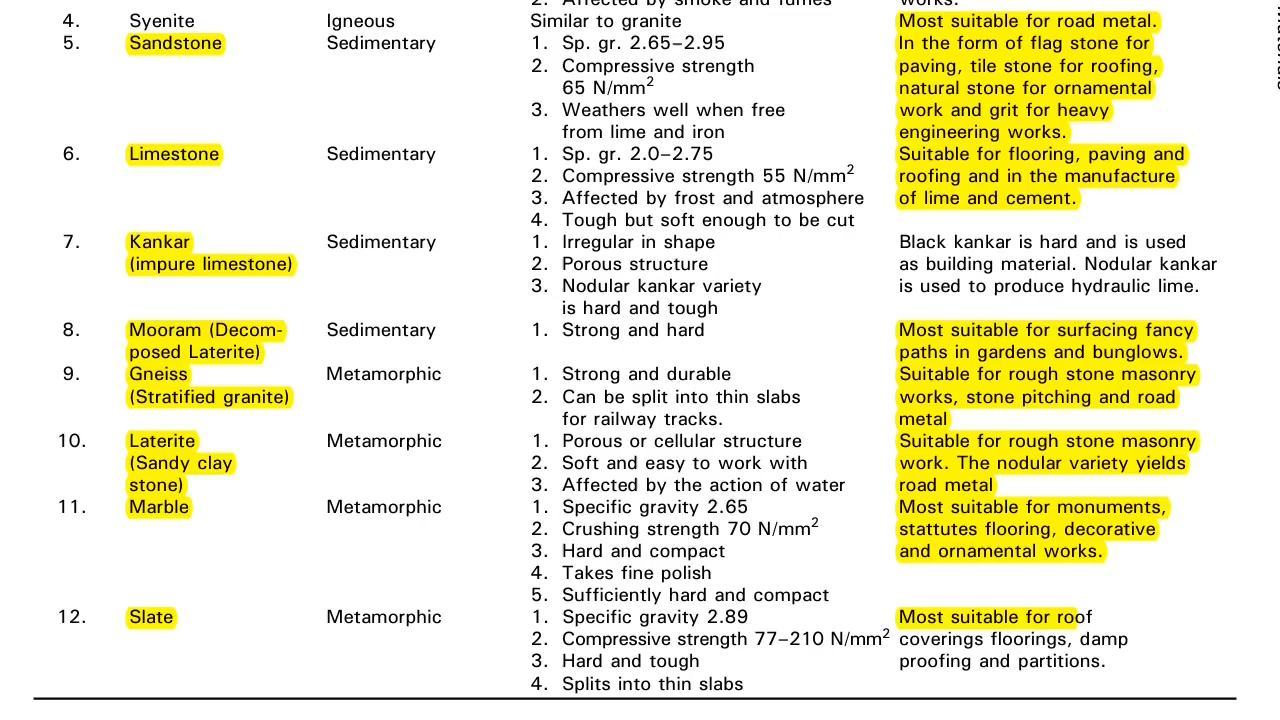 2. Affected by smoke and fumes works.
4. Syenite Igneous Similar to granite Most suitable for road metal.
5. Sandstone Sedimentary 1. Sp. gr. 2.65–2.95 In the form of flag stone for
2. Compressive strength paving, tile stone for roofing,
65 N/mm² natural stone for ornamental
3. Weathers well when free work and grit for heavy
from lime and iron engineering works.
6. Limestone Sedimentary 1. Sp. gr. 2.0–2.75 Suitable for flooring, paving and
2. Compressive strength 55 N/mm² roofing and in the manufacture
3. Affected by frost and atmosphere of lime and cement.
4. Tough but soft enough to be cut
7. Kankar Sedimentary 1. Irregular in shape Black kankar is hard and is used
(impure limestone) 2. Porous structure as building material. Nodular kankar
3. Nodular kankar variety is used to produce hydraulic lime.
is hard and tough
8. Mooram (Decom- Sedimentary 1. Strong and hard Most suitable for surfacing fancy
posed Laterite) paths in gardens and bunglows.
9. Gneiss Metamorphic 1. Strong and durable Suitable for rough stone masonry
(Stratified granite) 2. Can be split into thin slabs works, stone pitching and road
for railway tracks. metal
10. Laterite Metamorphic 1. Porous or cellular structure Suitable for rough stone masonry
(Sandy clay 2. Soft and easy to work with work. The nodular variety yields
stone) 3. Affected by the action of water road metal
11. Marble Metamorphic 1. Specific gravity 2.65 Most suitable for monuments,
2. Crushing strength 70 N/mm² stattutes flooring, decorative
3. Hard and compact and ornamental works.
4. Takes fine polish
5. Sufficiently hard and compact
12. Slate Metamorphic 1. Specific gravity 2.89 Most suitable for roof
2. Compressive strength 77–210 N/mm² coverings floorings, damp
3. Hard and tough proofing and partitions.
4. Splits into thin slabs